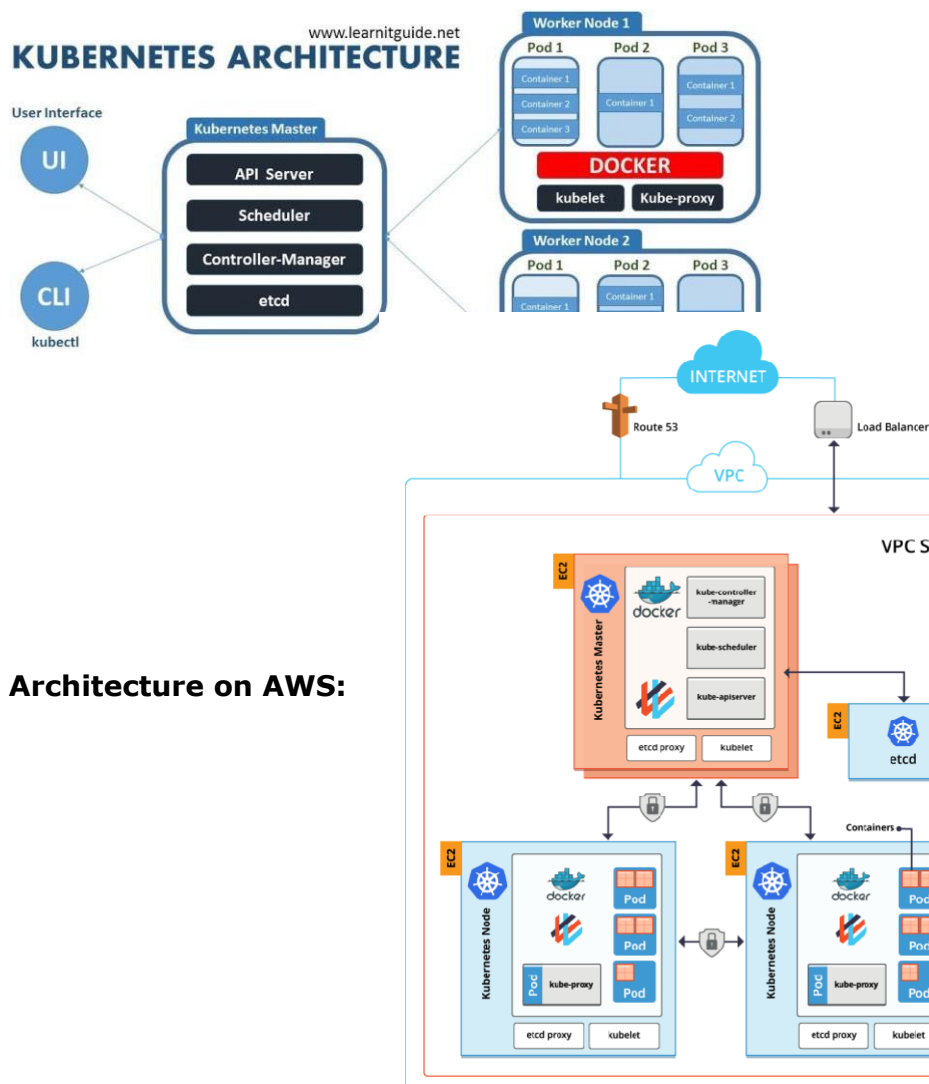 www.learnitguide.net
KUBERNETES ARCHITECTURE
User Interface
UI
CLI
kubectl
Kubernetes Master
API Server
Scheduler
Controller-Manager
etcd
Worker Node 1
Pod 1 Pod 2 Pod 3
Container 1
Container 2
Container 3
Container 1
Container 1
Container 2
DOCKER
kubelet Kube-proxy
Worker Node 2
Pod 1 Pod 2 Pod 3
Container 1
Container 1
INTERNET
Route 53
Load Balancer
VPC
VPC S
Architecture on AWS:
EC2
Kubernetes Master
docker
kube-controller
-manager
kube-scheduler
kube-apiserver
etcd proxy
kubelet
EC2
etcd
Containers
EC2
Kubernetes Node
docker
Pod
Pod
Pod
Pod
kube-proxy
etcd proxy
kubelet
EC2
Kubernetes Node
docker
Pod
Pod
Pod
Pod
kube-proxy
etcd proxy
kubelet